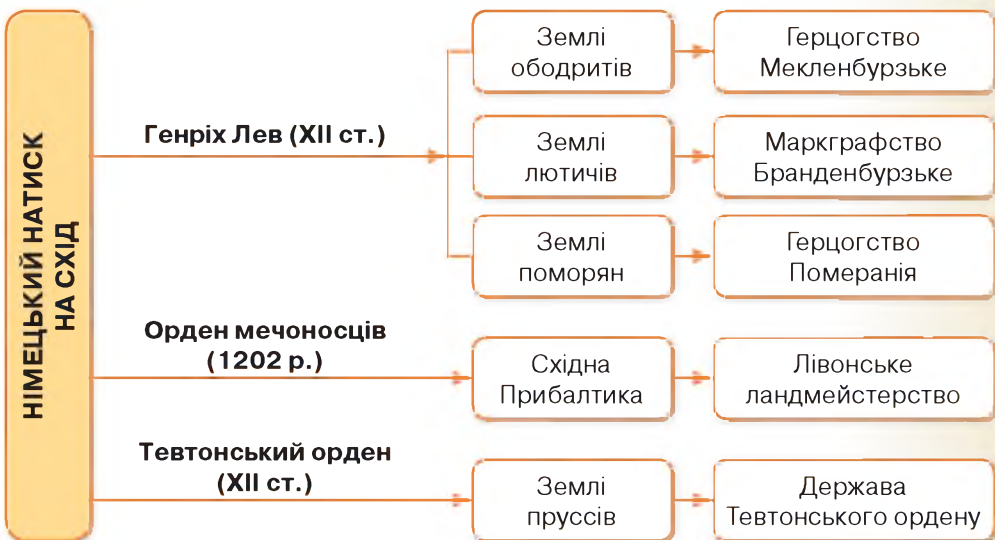 НІМЕЦЬКИЙ НАТИСК
НА СХІД
Генріх Лев (XII ст.)
Землі
ободритів
Герцогство
Мекленбурзьке
Землі
лютичів
Маркграфство
Бранденбурзьке
Землі
поморян
Герцогство
Померанія
Орден мечоносців
(1202 р.)
Східна
Прибалтика
Лівонське
ландмейстерство
Тевтонський орден
(XII ст.)
Землі
пруссів
Держава
Тевтонського ордену